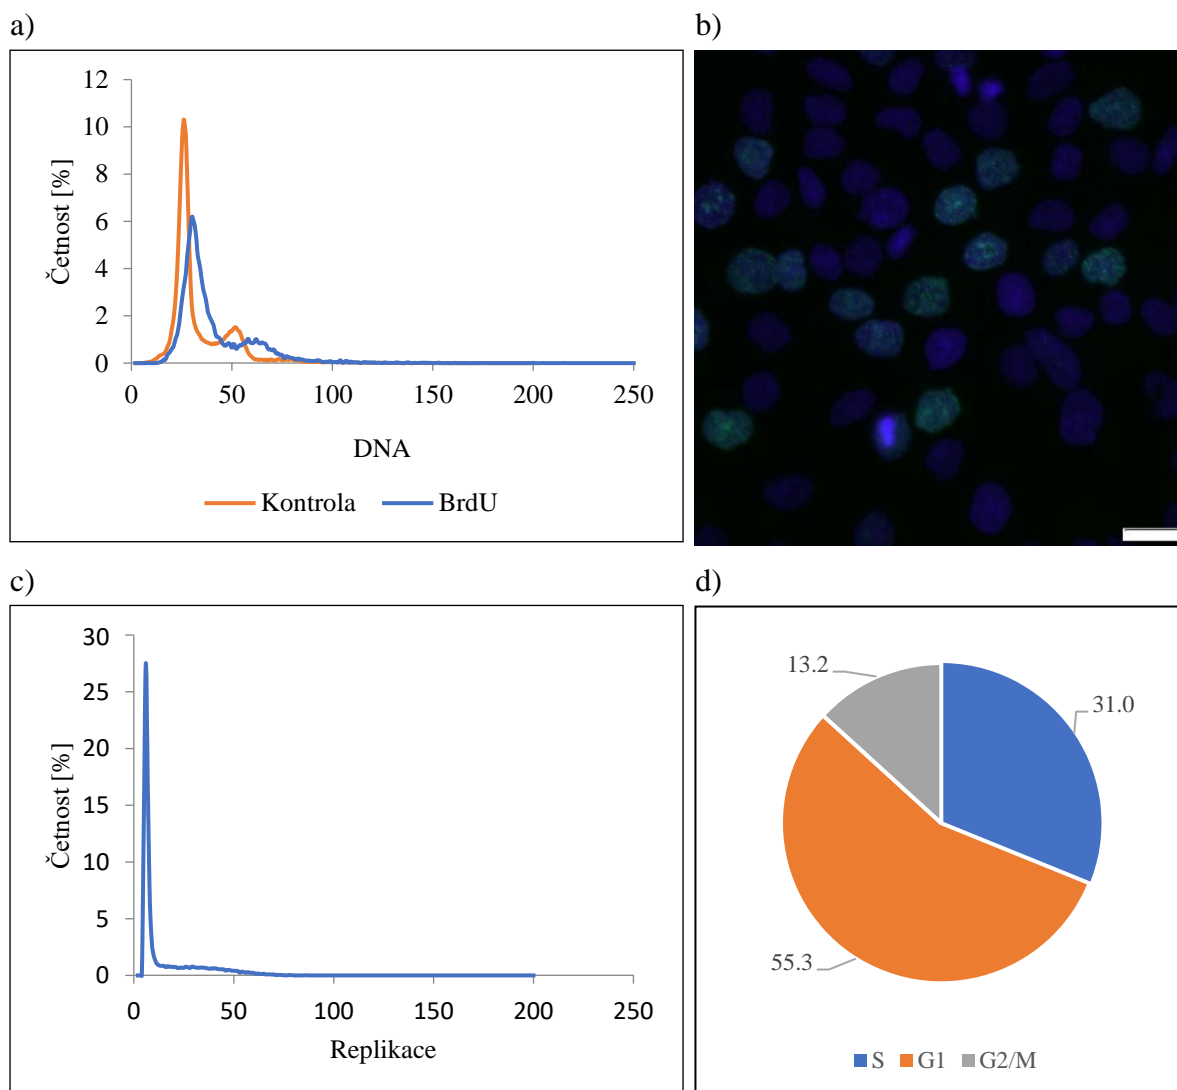 a)
12
10
8
6
4
2
0
Četnost [%]
0 50 100 150 200 250
DNA
Kontrola BrdU
b)
c)
30
25
20
15
10
5
0
Četnost [%]
0 50 100 150 200 250
Replikace
d)
13.2
31.0
55.3
S G1 G2/M